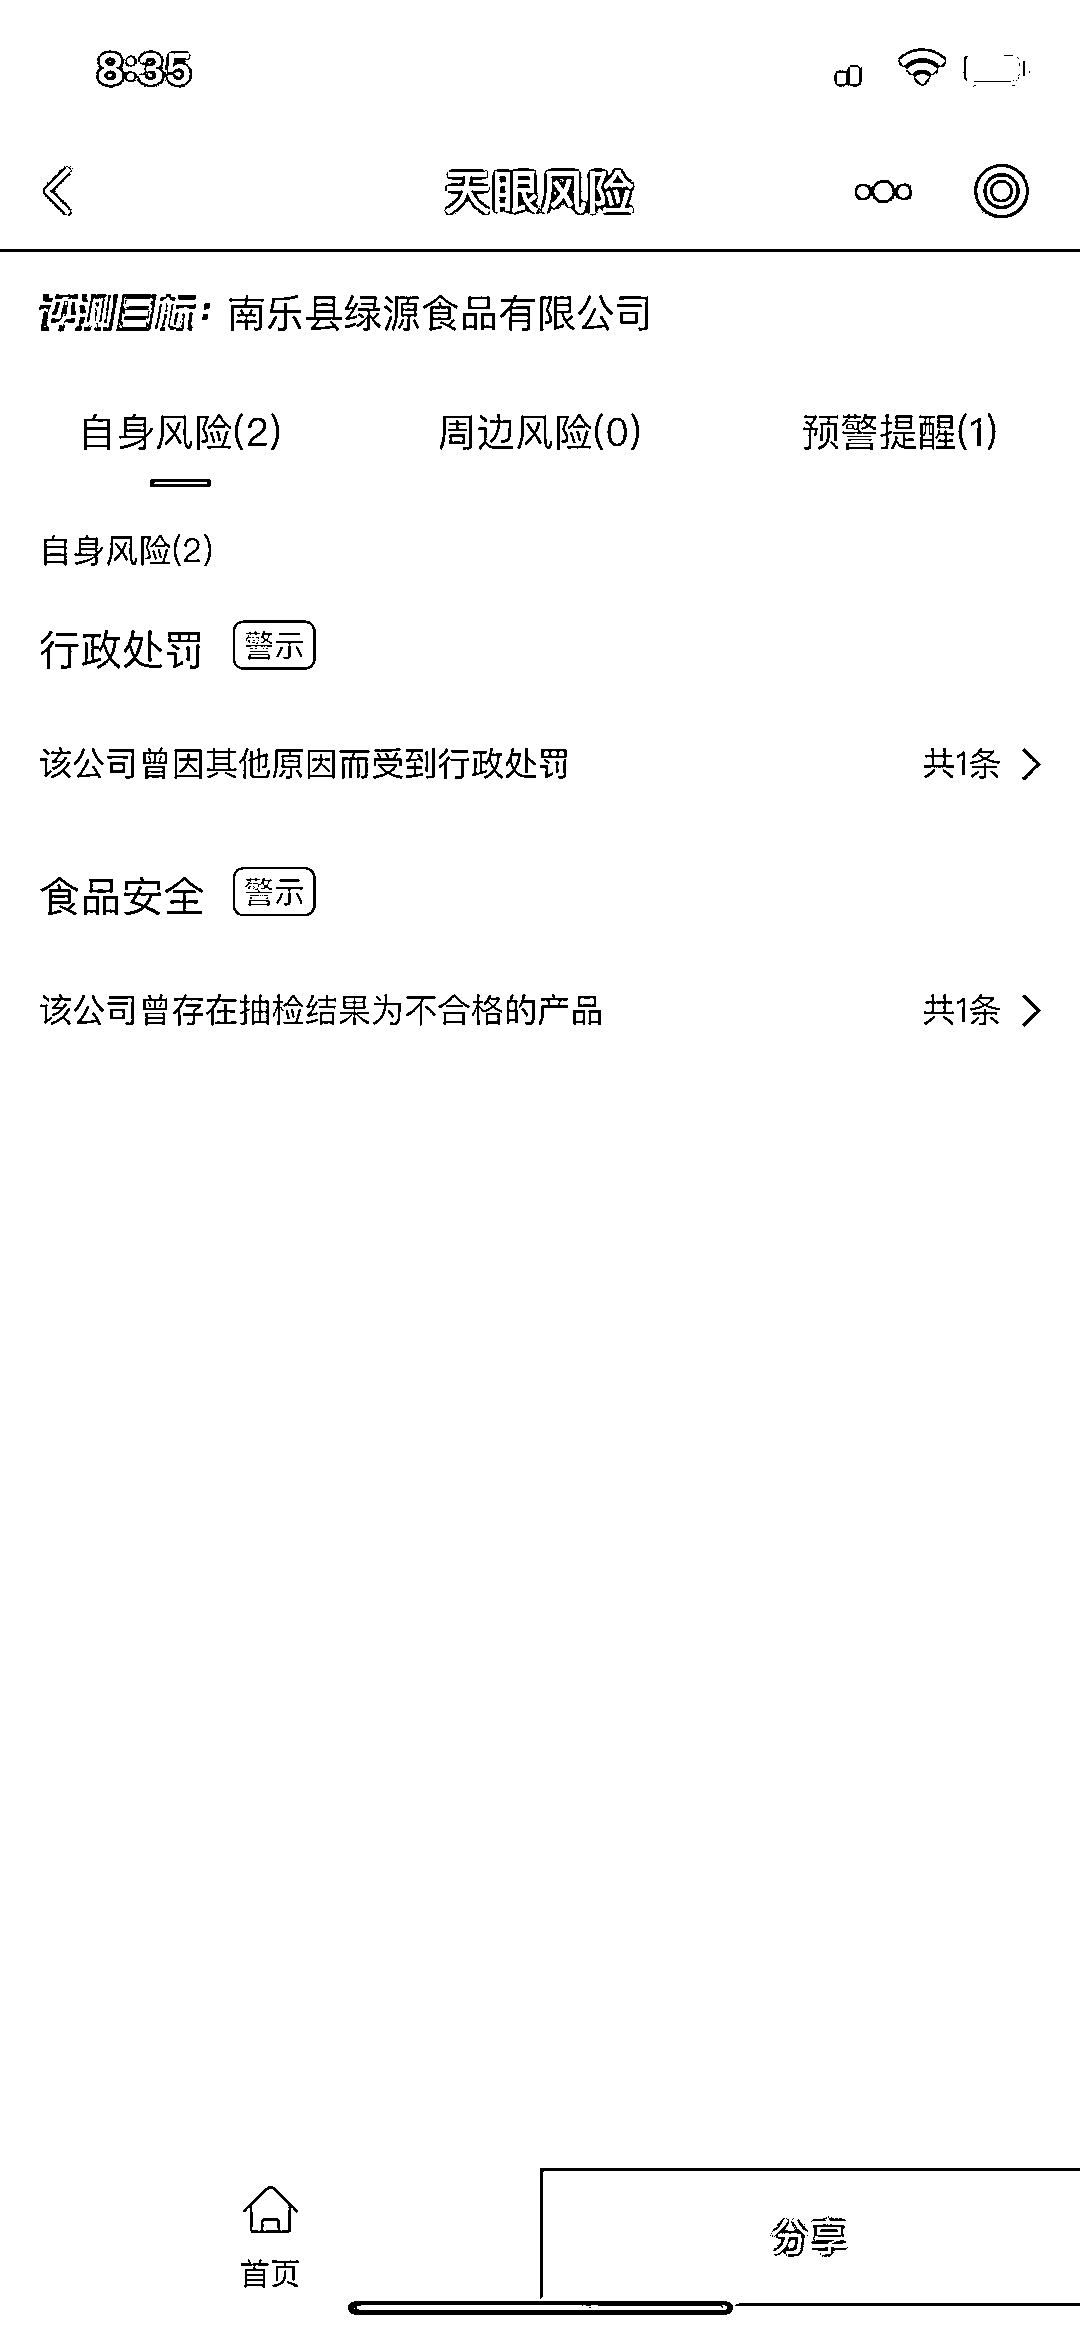 8:35
天眼风险
评测目标：南乐县绿源食品有限公司
自身风险(2) 周边风险(0) 预警提醒(1)
自身风险(2)
行政处罚 警示
该公司曾因其他原因而受到行政处罚 共1条
食品安全 警示
该公司曾存在抽检结果为不合格的产品 共1条
首页 分享